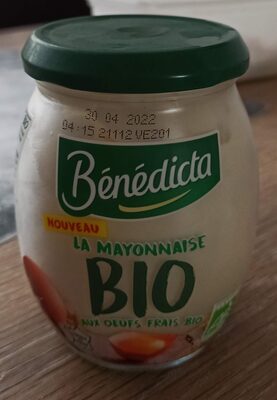 30 04 2022
04:15 21112 VE201
Bénédicta
NOUVEAU
LA MAYONNAISE
BIO
AUX OEUFS FRAIS BIO